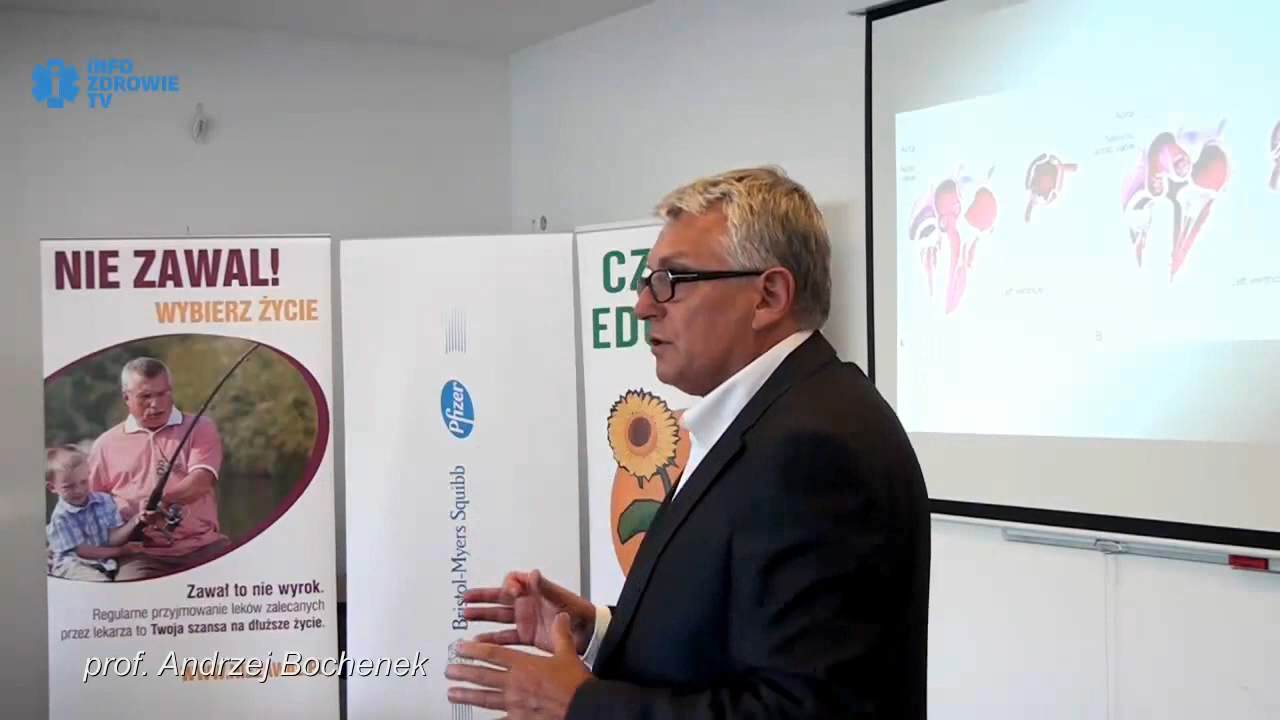 INFO
ZDROWIE
TV
NIE ZAWAL!
WYBIERZ ŻYCIE
Zawał to nie wyrok.
Regularne przyjmowanie leków zalecanych
przez lekarza to Twoja szansa na dłuższe życie.
prof. Andrzej Bochenek
Pfizer
Bristol-Myers Squibb
CZ
EDU
B